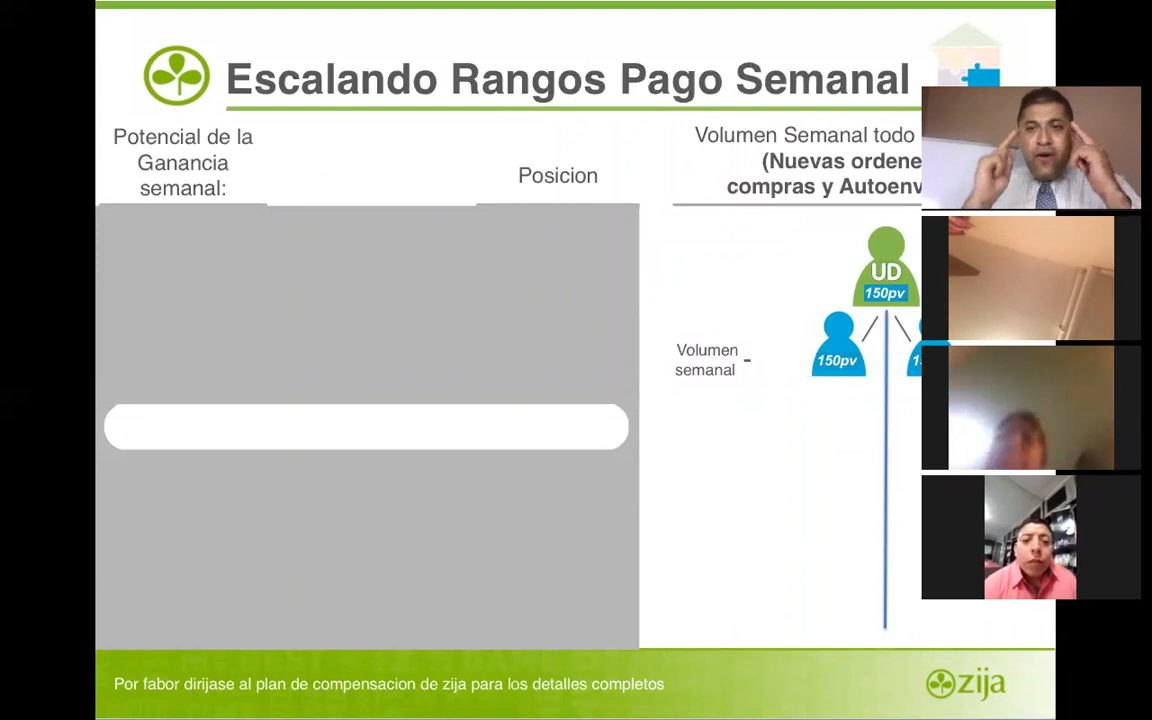 Escalando Rangos Pago Semanal
Potencial de la
Ganancia
semanal:
Posicion
Volumen Semanal todo
(Nuevas ordene
compras y Autoenv
UD
150pv
150pv
Volumen
semanal -
Por fabor dirijase al plan de compensacion de zija para los detalles completos
zija